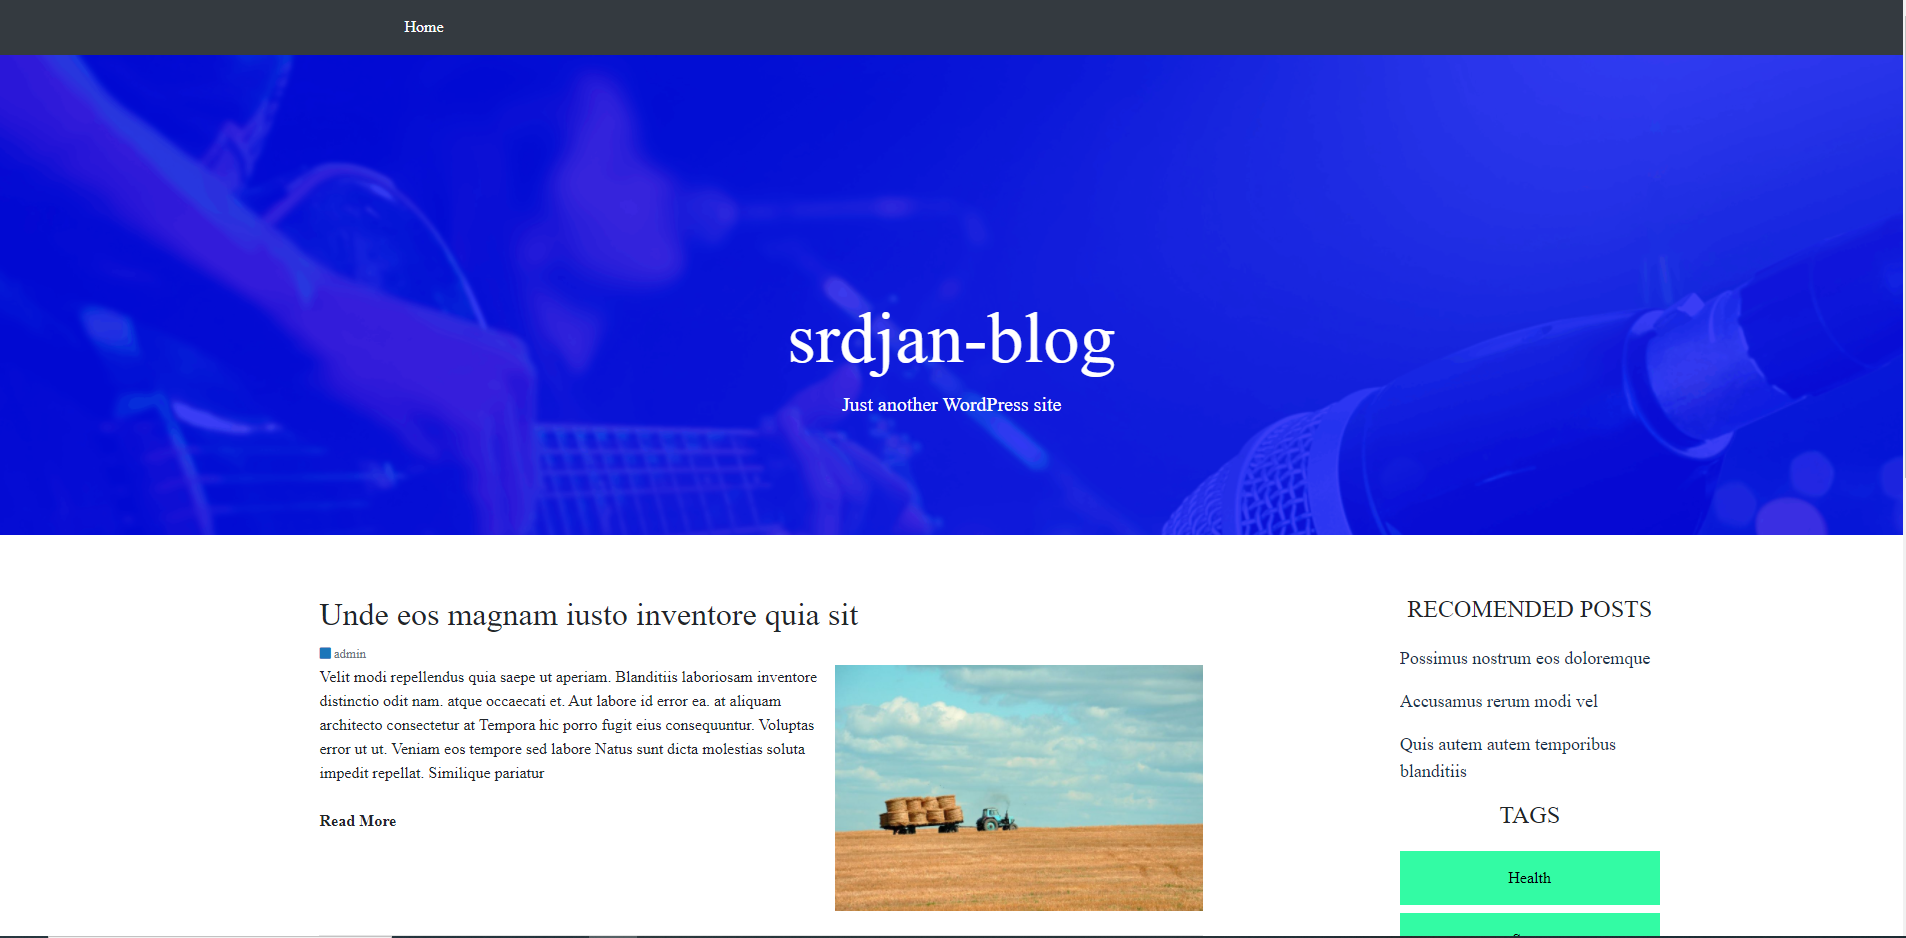 Home
srdjan-blog
Just another WordPress site
Unde eos magnam iusto inventore quia sit
admin
Velit modi repellendus quia saepe ut aperiam. Blanditiis laboriosam inventore
distinctio odit nam. atque occaecati et. Aut labore id error ea. at aliquam
architecto consectetur at Tempora hic porro fugit eius consequuntur. Voluptas
error ut ut. Veniam eos tempore sed labore Natus sunt dicta molestias soluta
impedit repellat. Similique pariatur
Read More
RECOMENDED POSTS
Possimus nostrum eos doloremque
Accusamus rerum modi vel
Quis autem autem temporibus
blanditiis
TAGS
Health